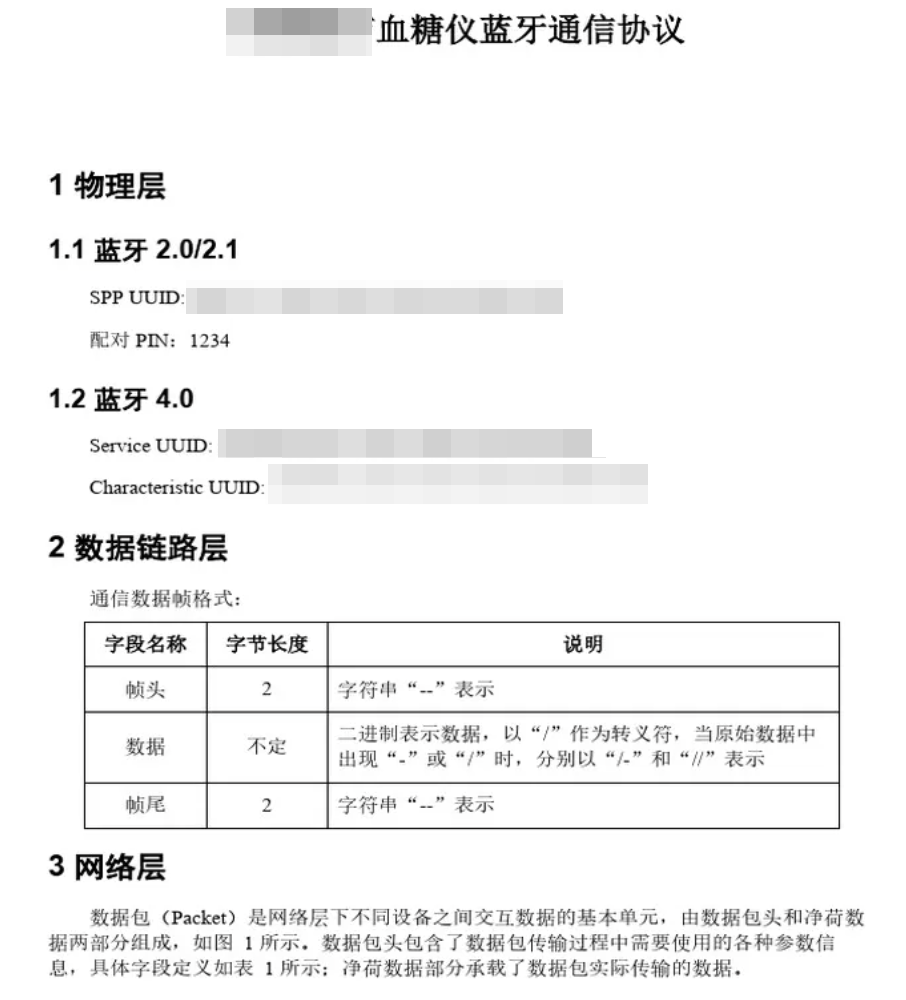 血糖仪蓝牙通信协议
1 物理层
1.1 蓝牙 2.0/2.1
SPP UUID:
配对 PIN：1234
1.2 蓝牙 4.0
Service UUID:
Characteristic UUID:
2 数据链路层
通信数据帧格式：
字段名称 字节长度 说明
帧头 2 字符串“--”表示
数据 不定 二进制表示数据，以“/”作为转义符，当原始数据中
出现“-”或“/”时，分别以“/-”和“//”表示
帧尾 2 字符串“--”表示
3 网络层
数据包（Packet）是网络层下不同设备之间交互数据的基本单元，由数据包头和净荷数
据两部分组成，如图 1所示。数据包头包含了数据包传输过程中需要使用的各种参数信
息，具体字段定义如表 1所示；净荷数据部分承载了数据包实际传输的数据。